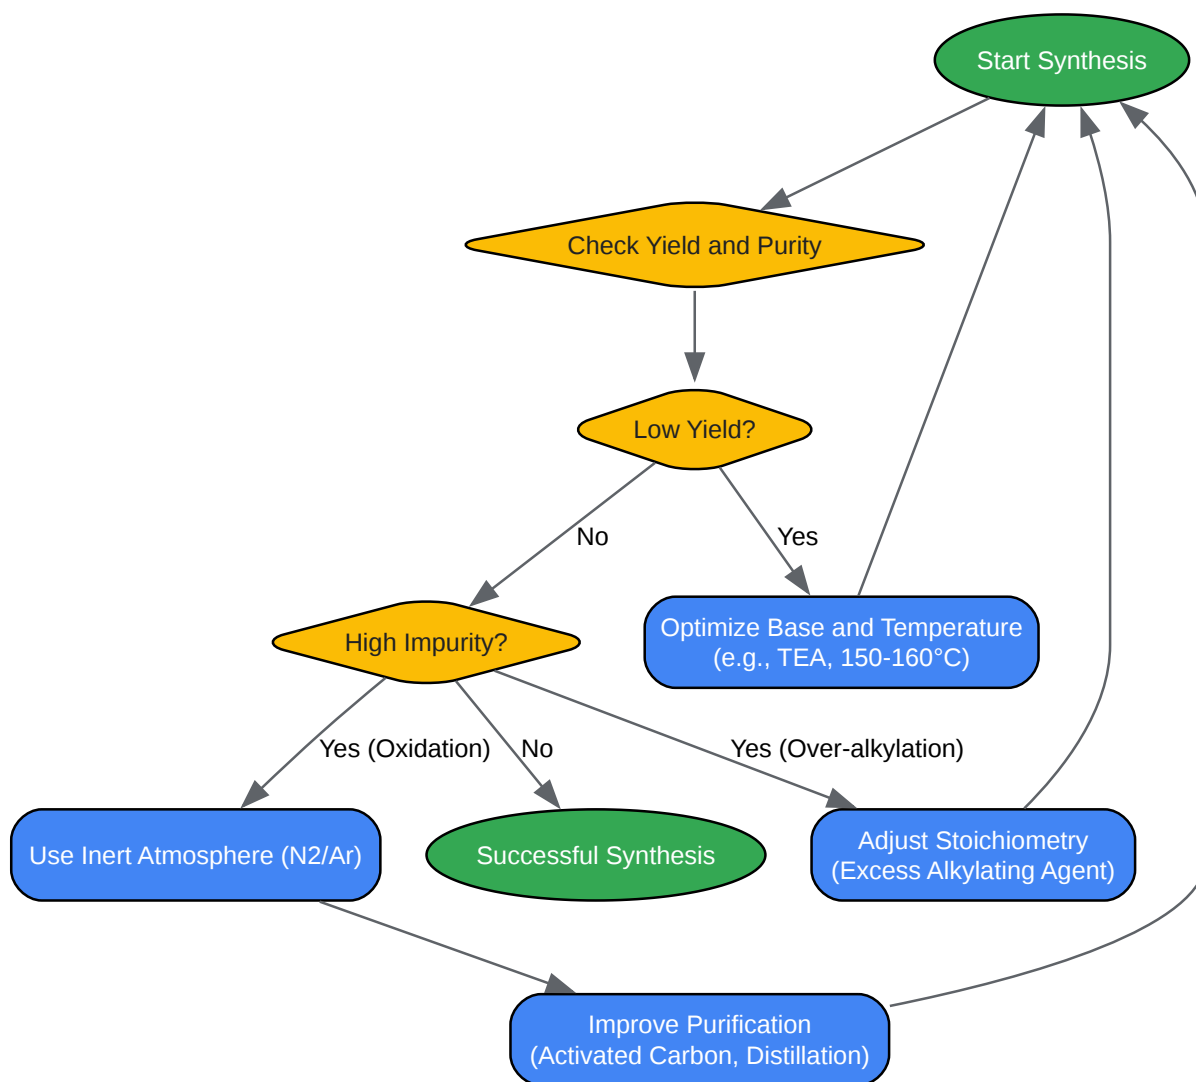 Start Synthesis
Check Yield and Purity
Low Yield?
No
Yes
Optimize Base and Temperature
(e.g., TEA, 150-160°C)
High Impurity?
Yes (Oxidation)
No
Yes (Over-alkylation)
Use Inert Atmosphere (N2/Ar)
Successful Synthesis
Adjust Stoichiometry
(Excess Alkylating Agent)
Improve Purification
(Activated Carbon, Distillation)